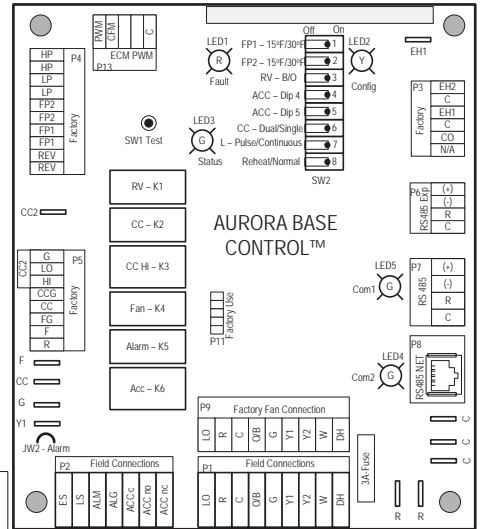 PWM
CFM
C
ECM PWM
P13
HP
HP
LP
LP
FP2
FP2
FP1
FP1
REV
REV
P4
Factory
LED1
R
Fault
SW1 Test
LED3
G
Status
Off On
FP1 – 15ºF/30ºF 1
FP2 – 15ºF/30ºF 2
RV – B/O 3
ACC – Dip 4 4
ACC – Dip 5 5
CC – Dual/Single 6
L – Pulse/Continuous 7
Reheat/Normal 8
SW2
LED2
Y
Config
EH1
P3
Factory
EH2
C
EH1
C
CO
N/A
P6
RS485 Exp
(+)
(-)
R
C
P7
RS 485
(+)
(-)
R
C
LED5
Com1 G
P8
RS485 NET
LED4
Com2 G
C
C
C
R R
RV – K1
CC – K2
CC Hi – K3
Fan – K4
Alarm – K5
Acc – K6
AURORA BASE
CONTROL™
P11
Factory Use
CC2
CC2
G
LO
HI
CCG
CC
FG
F
R
P5
Factory
F
CC
G
Y1
JW2 - Alarm
P2 Field Connections
ES
LS
ALM
ALG
ACC c
ACC no
ACC nc
P9 Factory Fan Connection
LO
R
C
O/B
G
Y1
Y2
W
DH
P1 Field Connections
LO
R
C
O/B
G
Y1
Y2
W
DH
3A-Fuse